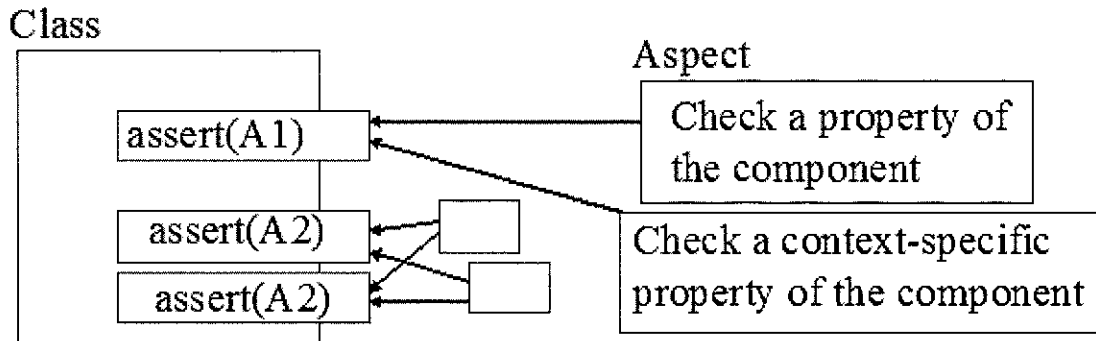 Class
Aspect
assert(A1)
Check a property of
the component
assert(A2)
Check a context-specific
assert(A2)
property of the component